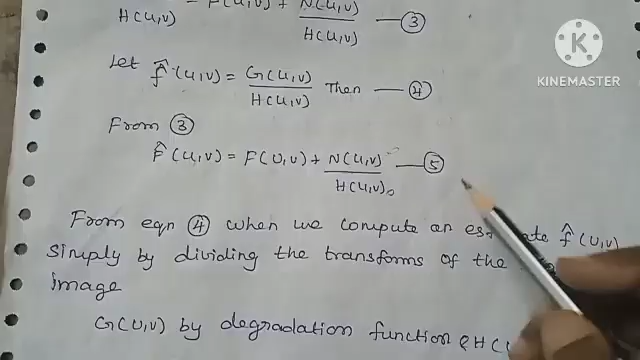 H(U,V) = F(U,V) + N(U,V)/H(U,V) — ③
KINEMASTER
Let f̂(U,V) = G(U,V)/H(U,V) Then — ④
From ③
F̂(U,V) = F(U,V) + N(U,V)/H(U,V) — ⑤
From eqn ④ when we compute an f̂(U,V)
simply by dividing the transforms of the
image
G(U,V) by degradation function